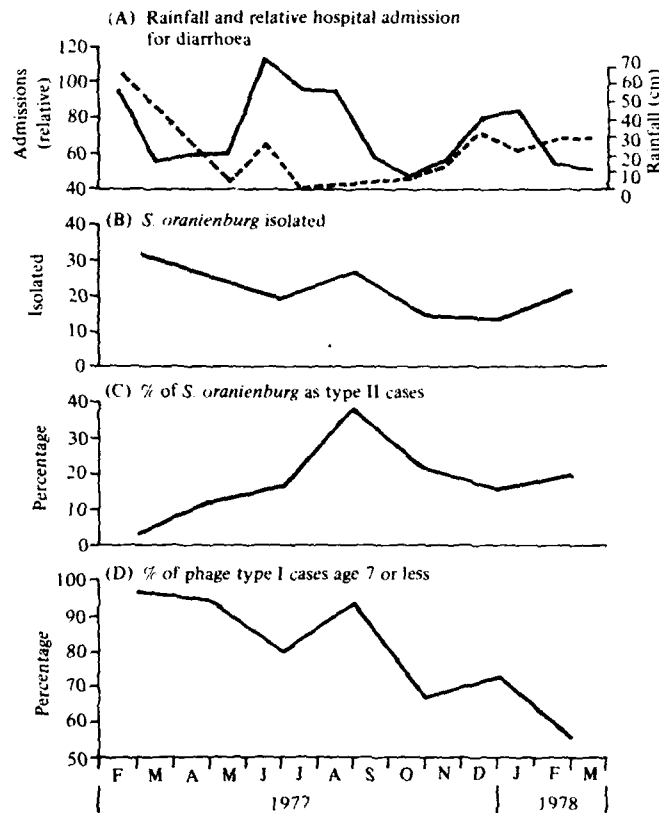 (A) Rainfall and relative hospital admission
for diarrhoea
120
100
80
60
40
Admissions
(relative)
70
60
50
40
30
20
10
0
Rainfall (cm)
(B) S. oranienburg isolated
40
30
20
10
0
Isolated
(C) % of S. oranienburg as type II cases
40
30
20
10
0
Percentage
(D) % of phage type I cases age 7 or less
100
90
80
70
60
50
Percentage
F M A M J J A S O N D J F M
1977 1978